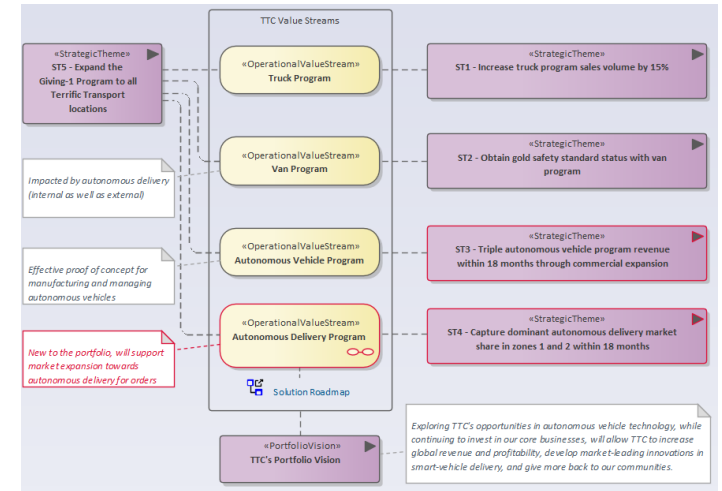 TTC Value Streams
«StrategicTheme»
ST5 - Expand the
Giving-1 Program to all
Terrific Transport
locations
«OperationalValueStream»
Truck Program
«StrategicTheme»
ST1 - Increase truck program sales volume by 15%
Impacted by autonomous delivery
(internal as well as external)
«OperationalValueStream»
Van Program
«StrategicTheme»
ST2 - Obtain gold safety standard status with van
program
Effective proof of concept for
manufacturing and managing
autonomous vehicles
«OperationalValueStream»
Autonomous Vehicle Program
«StrategicTheme»
ST3 - Triple autonomous vehicle program revenue
within 18 months through commercial expansion
New to the portfolio, will support
market expansion towards
autonomous delivery for orders
«OperationalValueStream»
Autonomous Delivery Program
«StrategicTheme»
ST4 - Capture dominant autonomous delivery market
share in zones 1 and 2 within 18 months
Solution Roadmap
«PortfolioVision»
TTC's Portfolio Vision
Exploring TTC's opportunities in autonomous vehicle technology, while
continuing to invest in our core businesses, will allow TTC to increase
global revenue and profitability, develop market-leading innovations in
smart-vehicle delivery, and give more back to our communities.